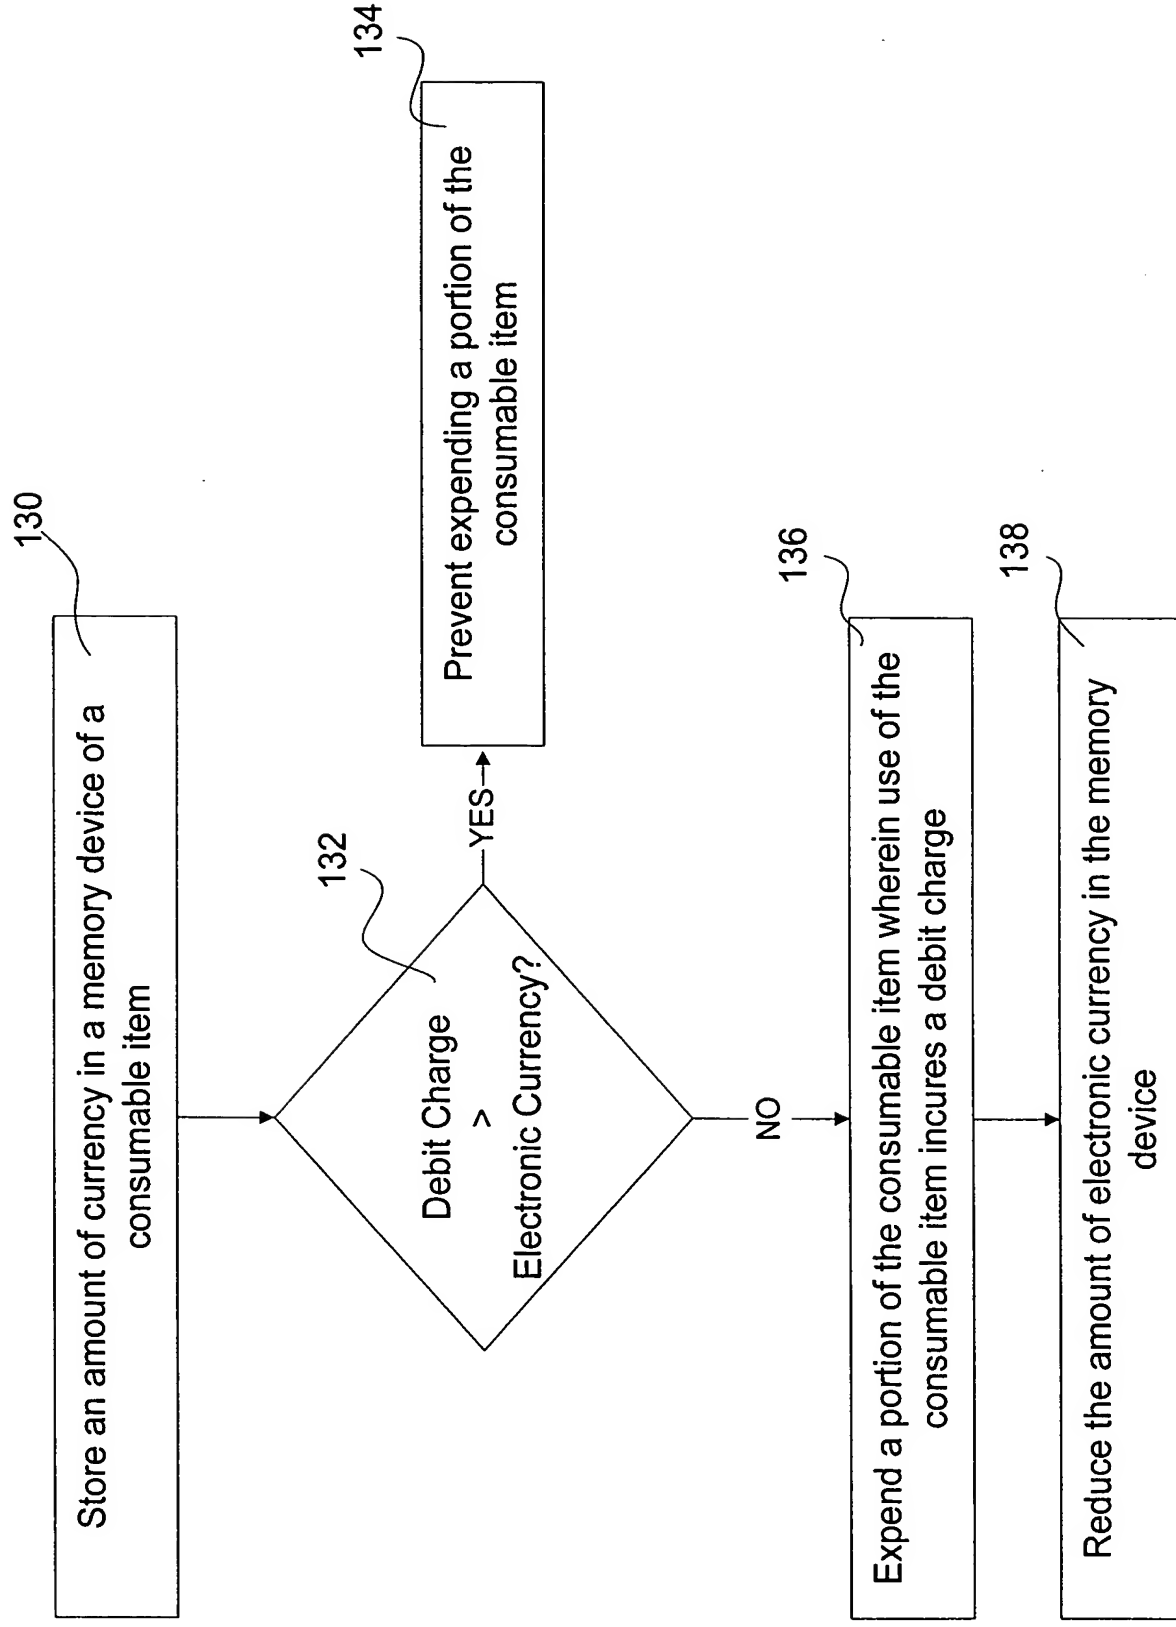 130
Store an amount of currency in a memory device of a
consumable item
132
Debit Charge
>
Electronic Currency?
YES
134
Prevent expending a portion of the
consumable item
NO
136
Expend a portion of the consumable item wherein use of the
consumable item incures a debit charge
138
Reduce the amount of electronic currency in the memory
device